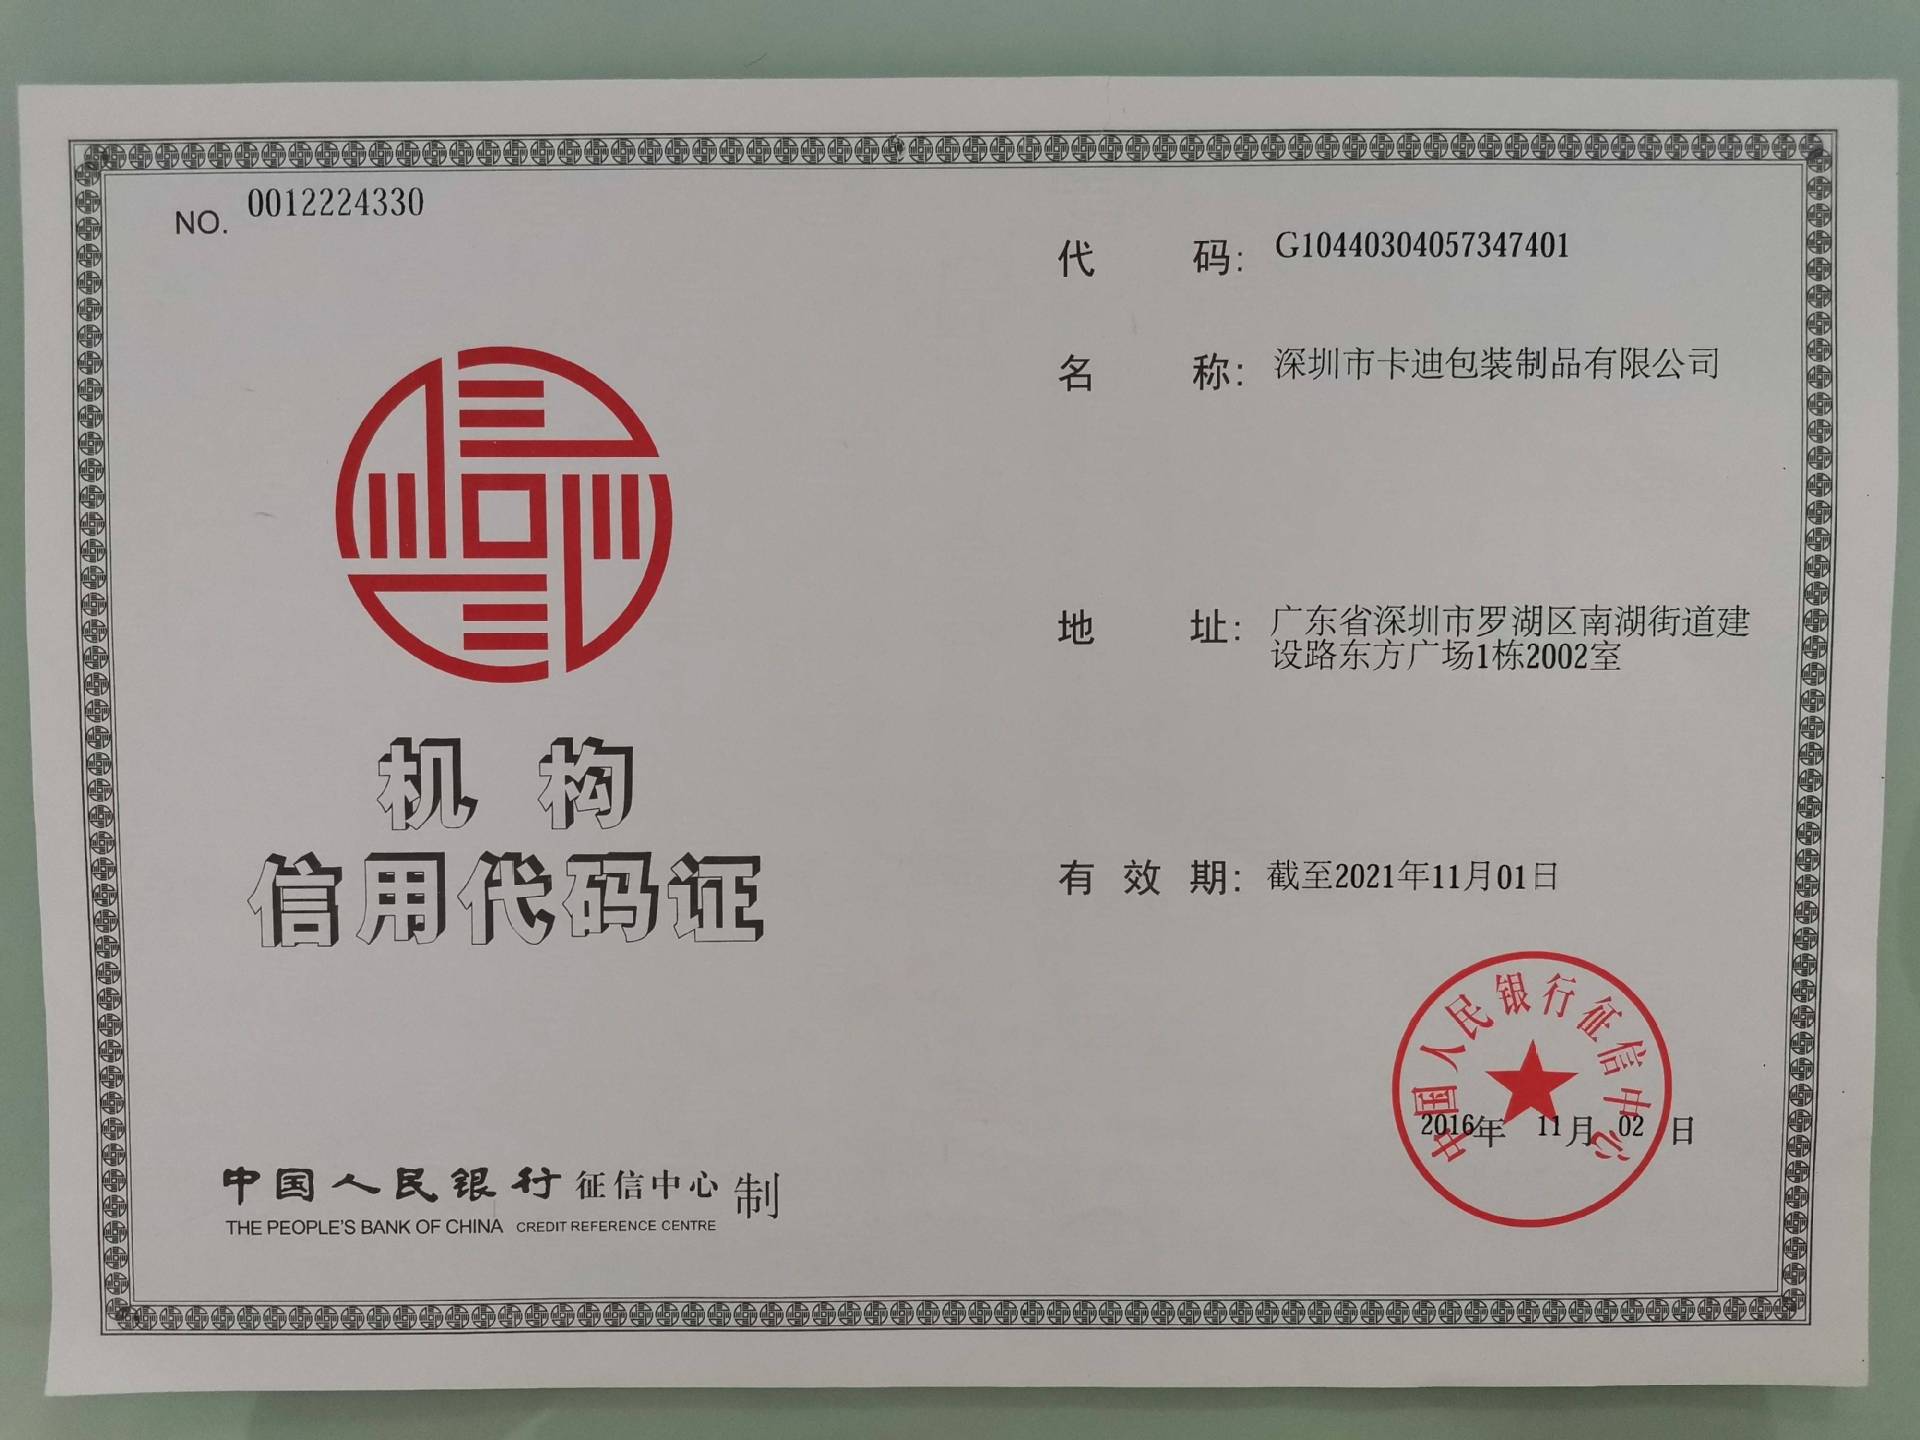 NO. 0012224330
机 构
信用代码证
中国人民银行 征信中心 制
THE PEOPLE'S BANK OF CHINA CREDIT REFERENCE CENTRE
代 码: G10440304057347401
名 称: 深圳市卡迪包装制品有限公司
地 址: 广东省深圳市罗湖区南湖街道建
设路东方广场1栋2002室
有 效 期: 截至2021年11月01日
中国人民银行征信中心
2016年 11月 02 日